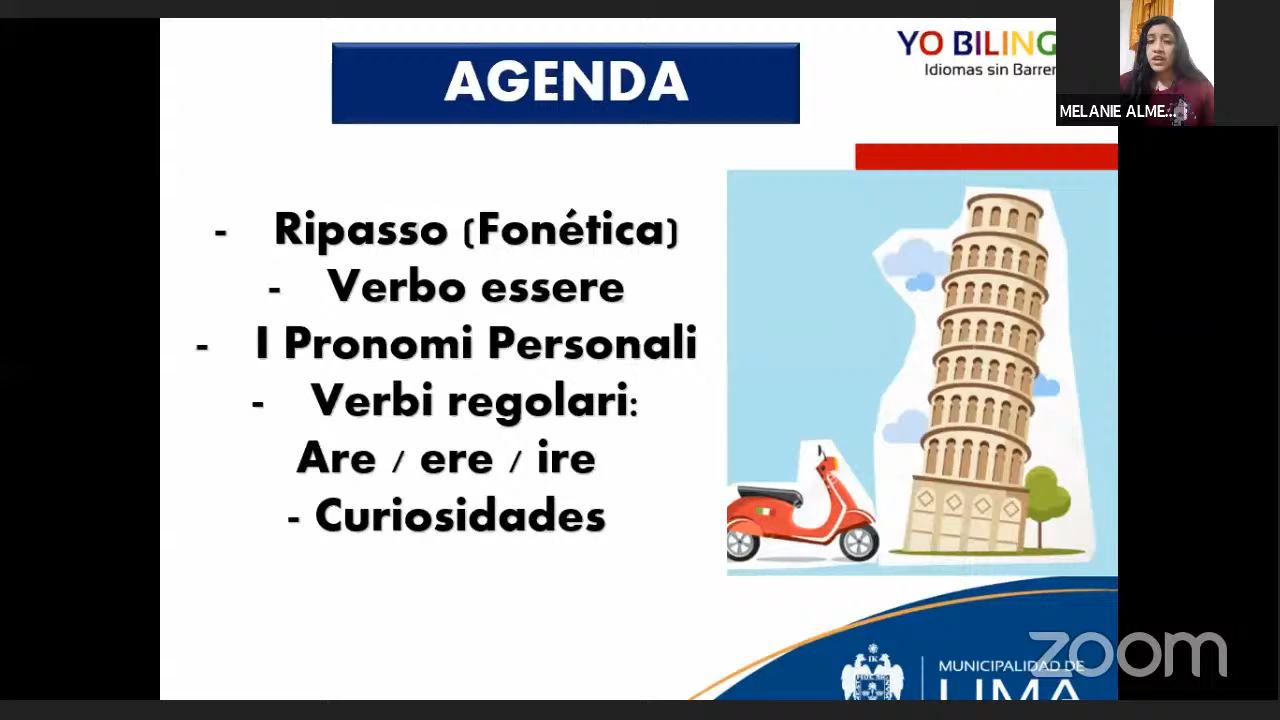 AGENDA
YO BILING
Idiomas sin Barrer
MELANIE ALME...
- Ripasso (Fonética)
- Verbo essere
- I Pronomi Personali
- Verbi regolari:
Are / ere / ire
- Curiosidades
zoom
MUNICIPALIDAD DE
LIMA